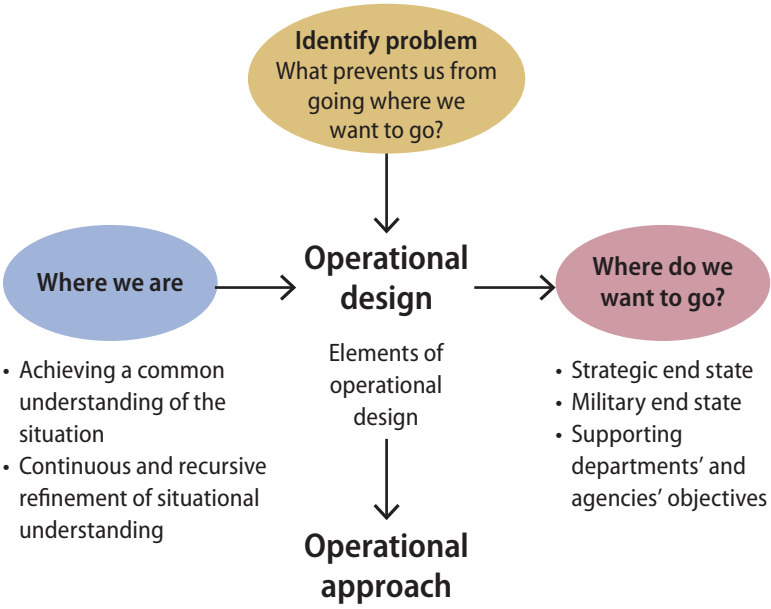 Identify problem
What prevents us from
going where we
want to go?
Where we are
• Achieving a common
understanding of the
situation
• Continuous and recursive
refinement of situational
understanding
Operational
design
Elements of
operational
design
Operational
approach
Where do we
want to go?
• Strategic end state
• Military end state
• Supporting
departments’ and
agencies’ objectives